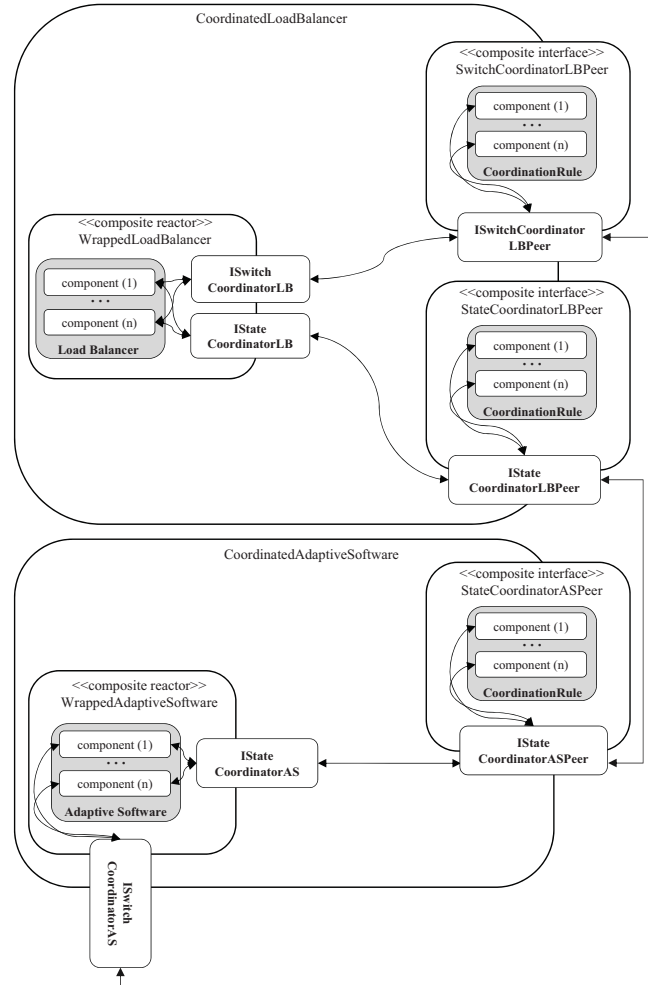 CoordinatedLoadBalancer
<<composite interface>>
SwitchCoordinatorLBPeer
component (1)
...
component (n)
CoordinationRule
ISwitchCoordinator
LBPeer
<<composite reactor>>
WrappedLoadBalancer
component (1)
...
component (n)
Load Balancer
ISwitch
CoordinatorLB
IState
CoordinatorLB
<<composite interface>>
StateCoordinatorLBPeer
component (1)
...
component (n)
CoordinationRule
IState
CoordinatorLBPeer
CoordinatedAdaptiveSoftware
<<composite interface>>
StateCoordinatorASPeer
component (1)
...
component (n)
CoordinationRule
IState
CoordinatorASPeer
<<composite reactor>>
WrappedAdaptiveSoftware
component (1)
...
component (n)
Adaptive Software
IState
CoordinatorAS
ISwitch
CoordinatorAS